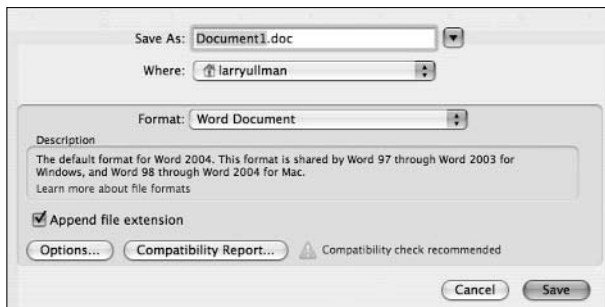 Save As: Document1.doc
Where: larryullman
Format: Word Document
Description
The default format for Word 2004. This format is shared by Word 97 through Word 2003 for
Windows, and Word 98 through Word 2004 for Mac.
Learn more about file formats
Append file extension
Options... Compatibility Report... Compatibility check recommended
Cancel Save